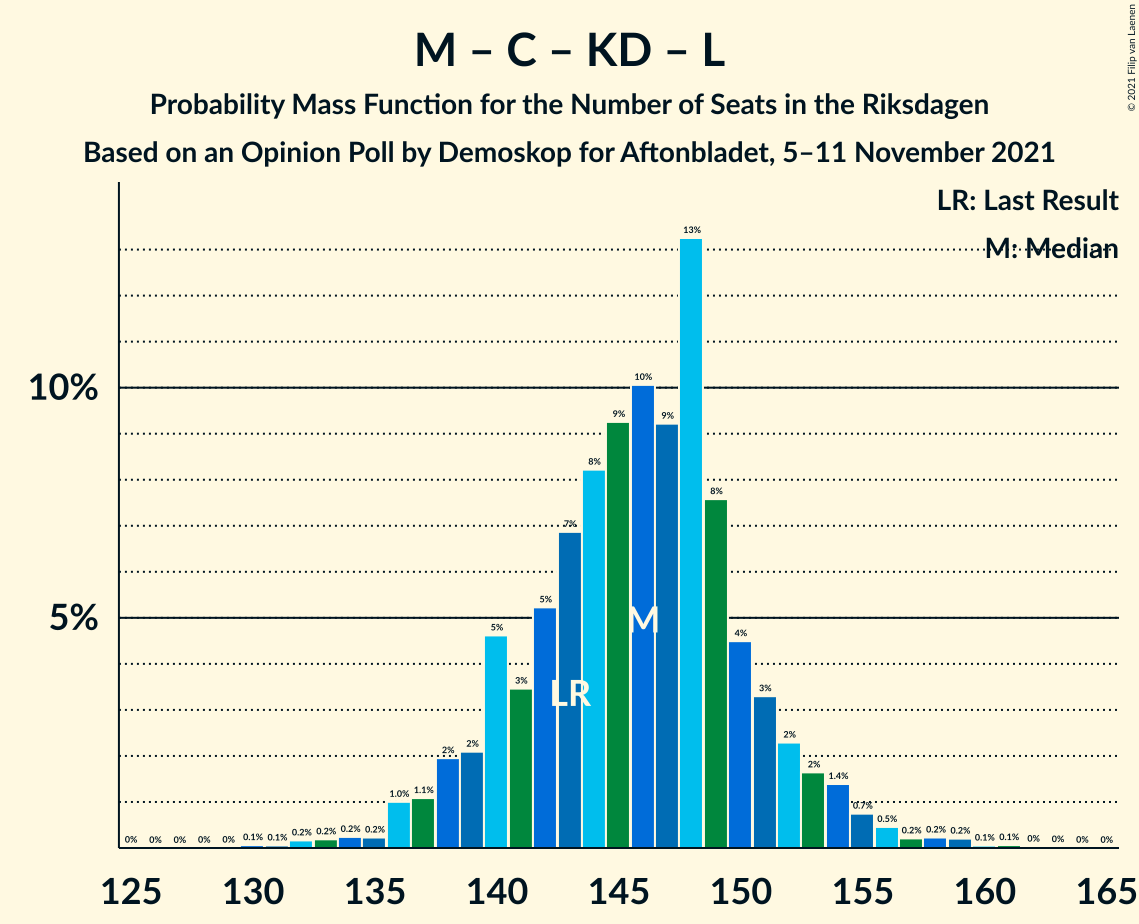 M – C – KD – L
Probability Mass Function for the Number of Seats in the Riksdagen
Based on an Opinion Poll by Demoskop for Aftonbladet, 5–11 November 2021
© 2021 Filip van Laenen
LR: Last Result
M: Median
10%
5%
0% 0% 0% 0% 0% 0.1% 0.1% 0.2% 0.2% 0.2% 0.2% 1.0% 1.1% 2% 2% 5% 3% 5% 7% 8% 9% 10% 9% 13% 8% 4% 3% 2% 2% 1.4% 0.7% 0.5% 0.2% 0.2% 0.2% 0.1% 0.1% 0% 0% 0% 0%
M
LR
125 130 135 140 145 150 155 160 165